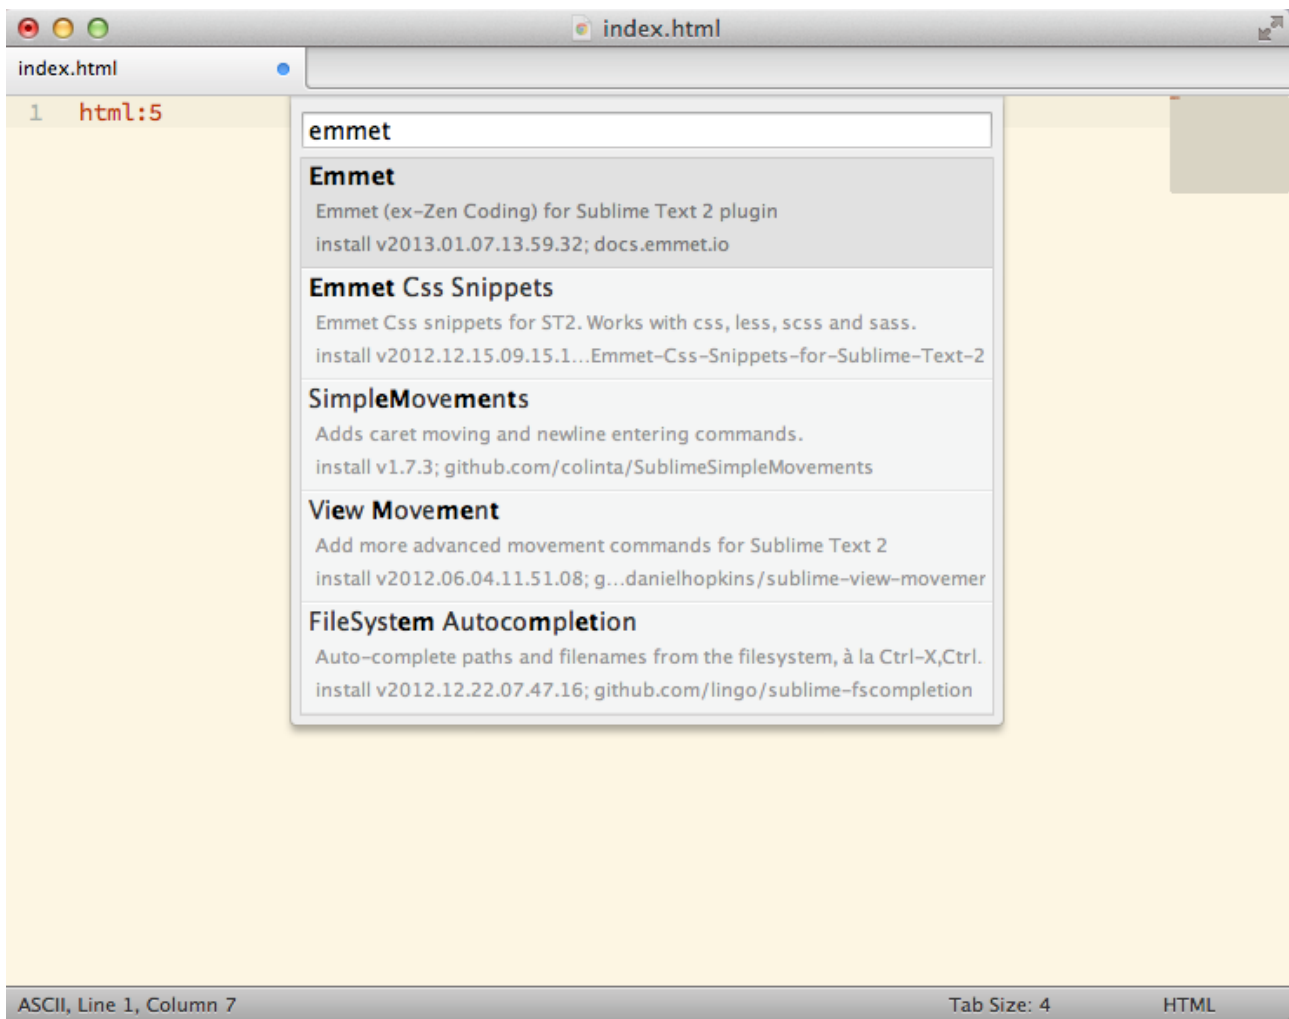 index.html
index.html
1 html:5
emmet
Emmet
Emmet (ex-Zen Coding) for Sublime Text 2 plugin
install v2013.01.07.13.59.32; docs.emmet.io
Emmet Css Snippets
Emmet Css snippets for ST2. Works with css, less, scss and sass.
install v2012.12.15.09.15.1...Emmet-Css-Snippets-for-Sublime-Text-2
SimpleMovements
Adds caret moving and newline entering commands.
install v1.7.3; github.com/colinta/SublimeSimpleMovements
View Movement
Add more advanced movement commands for Sublime Text 2
install v2012.06.04.11.51.08; g...danielhopkins/sublime-view-movemer
FileSystem Autocompletion
Auto-complete paths and filenames from the filesystem, à la Ctrl-X,Ctrl.
install v2012.12.22.07.47.16; github.com/lingo/sublime-fscompletion
ASCII, Line 1, Column 7
Tab Size: 4
HTML